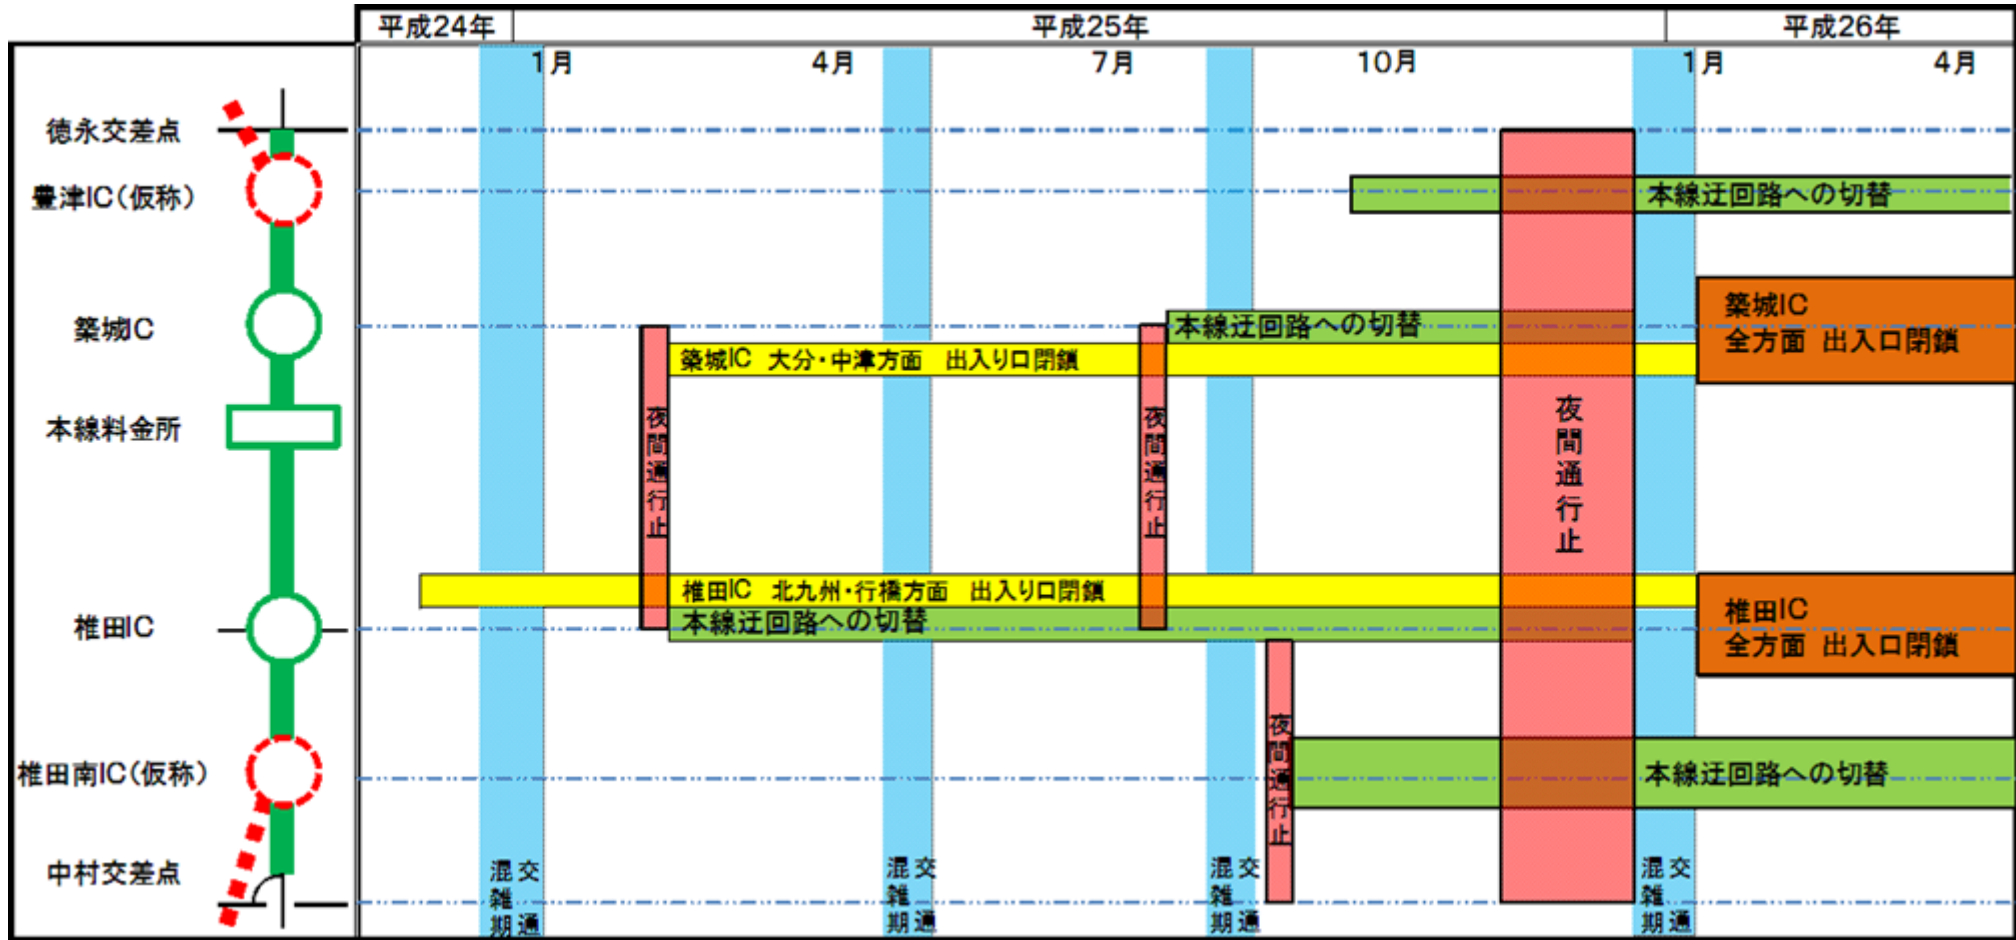 平成24年
平成25年
平成26年
1月
4月
7月
10月
1月
4月
徳永交差点
豊津IC(仮称)
築城IC
本線料金所
椎田IC
椎田南IC(仮称)
中村交差点
本線迂回路への切替
築城IC
全方面 出入口閉鎖
本線迂回路への切替
築城IC 大分・中津方面 出入り口閉鎖
夜間通行止
夜間通行止
夜間通行止
椎田IC 北九州・行橋方面 出入り口閉鎖
本線迂回路への切替
椎田IC
全方面 出入口閉鎖
夜間通行止
本線迂回路への切替
交通
混雑期
交通
混雑期
交通
混雑期
交通
混雑期